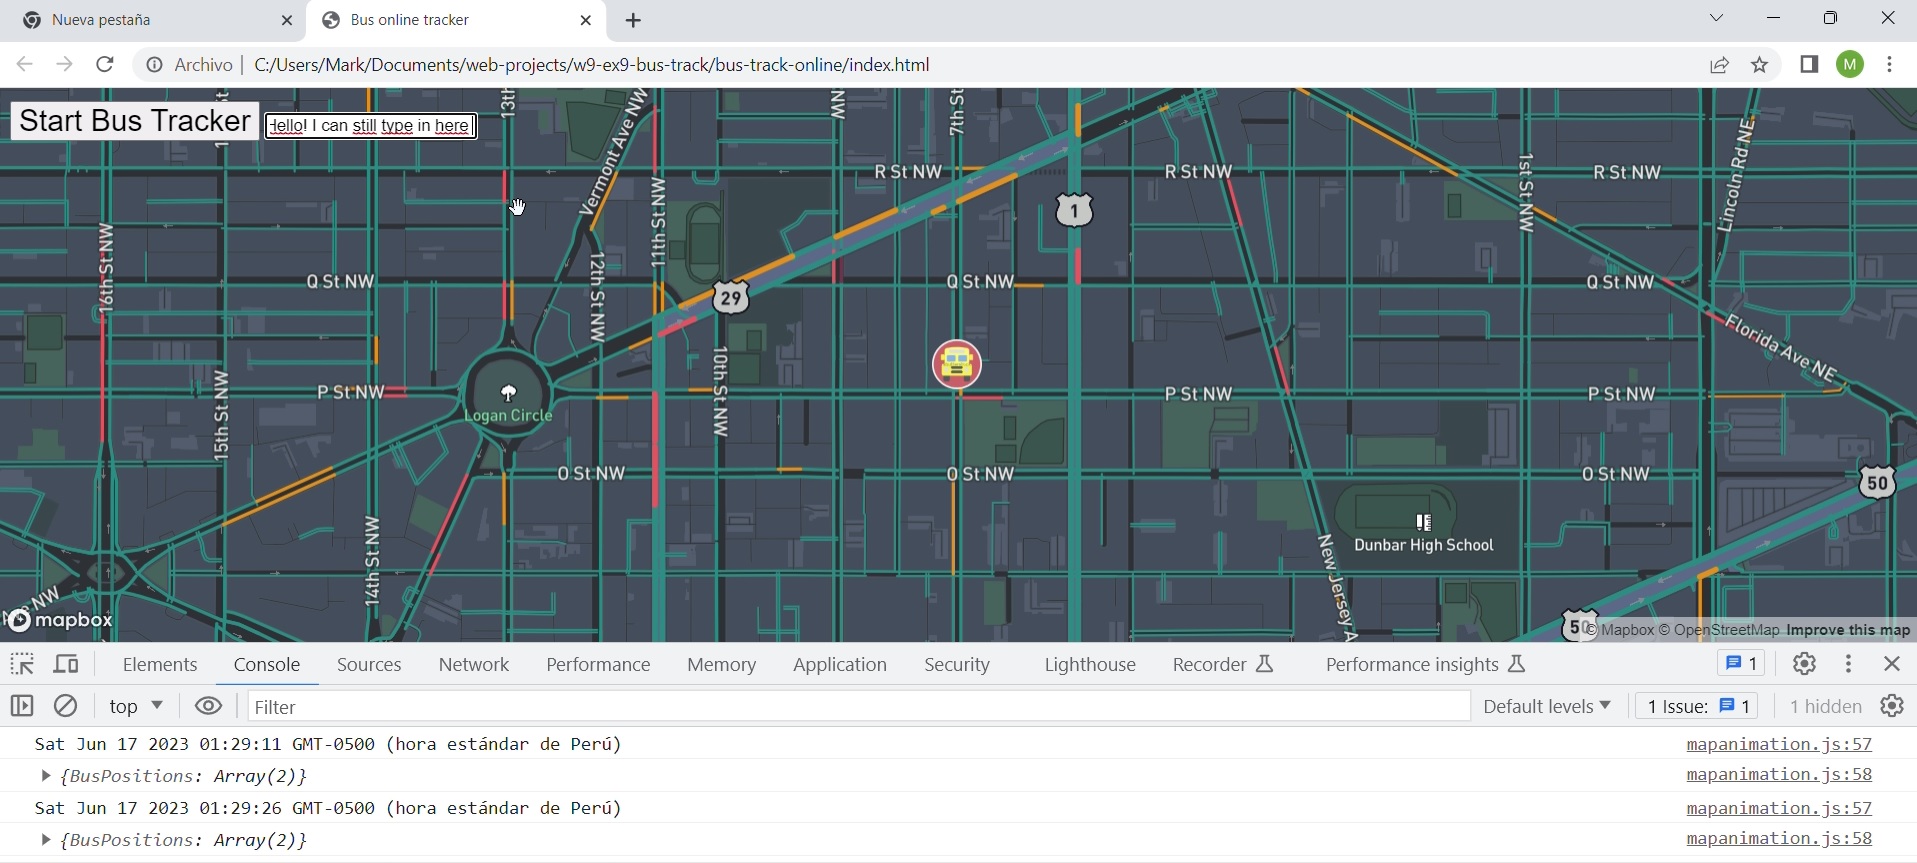 Nueva pestaña
Bus online tracker
Archivo | C:/Users/Mark/Documents/web-projects/w9-ex9-bus-track/bus-track-online/index.html
M
Start Bus Tracker
Hello! I can still type in here
13th
Vermont Ave NW
NW
7th St
R St NW
R St NW
R St NW
1st St NW
Lincoln Rd NE
11th St NW
1
16th St NW
Q St NW
12th St NW
29
Q St NW
Q St NW
Florida Ave NE
10th St NW
P St NW
15th St NW
Logan Circle
P St NW
P St NW
O St NW
O St NW
O St NW
50
14th St NW
Dunbar High School
New Jersey A
NW
mapbox
50
© Mapbox © OpenStreetMap Improve this map
Elements Console Sources Network Performance Memory Application Security Lighthouse Recorder Performance insights 1
top Filter Default levels 1 Issue: 1 1 hidden
Sat Jun 17 2023 01:29:11 GMT-0500 (hora estándar de Perú) mapanimation.js:57
{BusPositions: Array(2)} mapanimation.js:58
Sat Jun 17 2023 01:29:26 GMT-0500 (hora estándar de Perú) mapanimation.js:57
{BusPositions: Array(2)} mapanimation.js:58